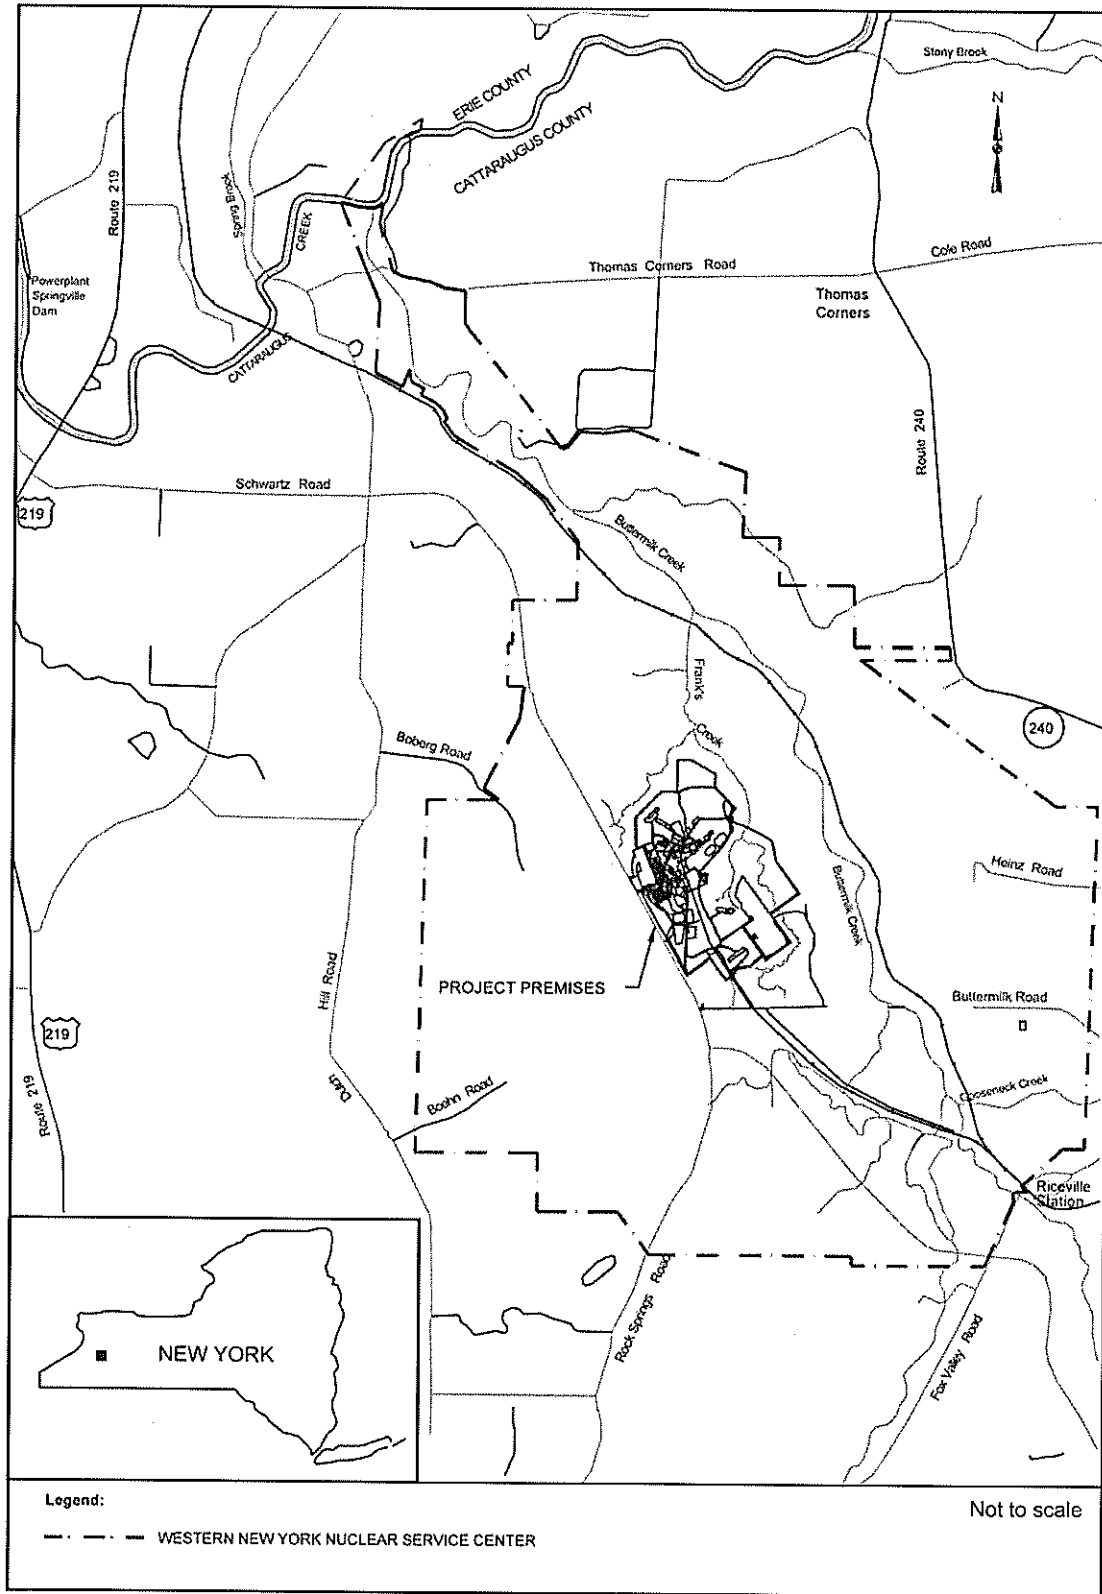 Stony Brook
ERIE COUNTY
CATTARAUGUS COUNTY
N
Route 219
Spring Brook
CREEK
Cole Road
Thomas Corners Road
Powerplant
Springville
Dam
Thomas
Corners
CATTARAUGUS
Route 240
Schwartz Road
219
Buttermilk Creek
Frank's
Creek
240
Boberg Road
Heinz Road
Buttermilk Creek
Hill Road
PROJECT PREMISES
Buttermilk Road
219
Route 219
Dutch
Boehn Road
Gooseneck Creek
Riceville
Station
Rock Springs Road
Fox Valley Road
NEW YORK
Legend:
Not to scale
WESTERN NEW YORK NUCLEAR SERVICE CENTER